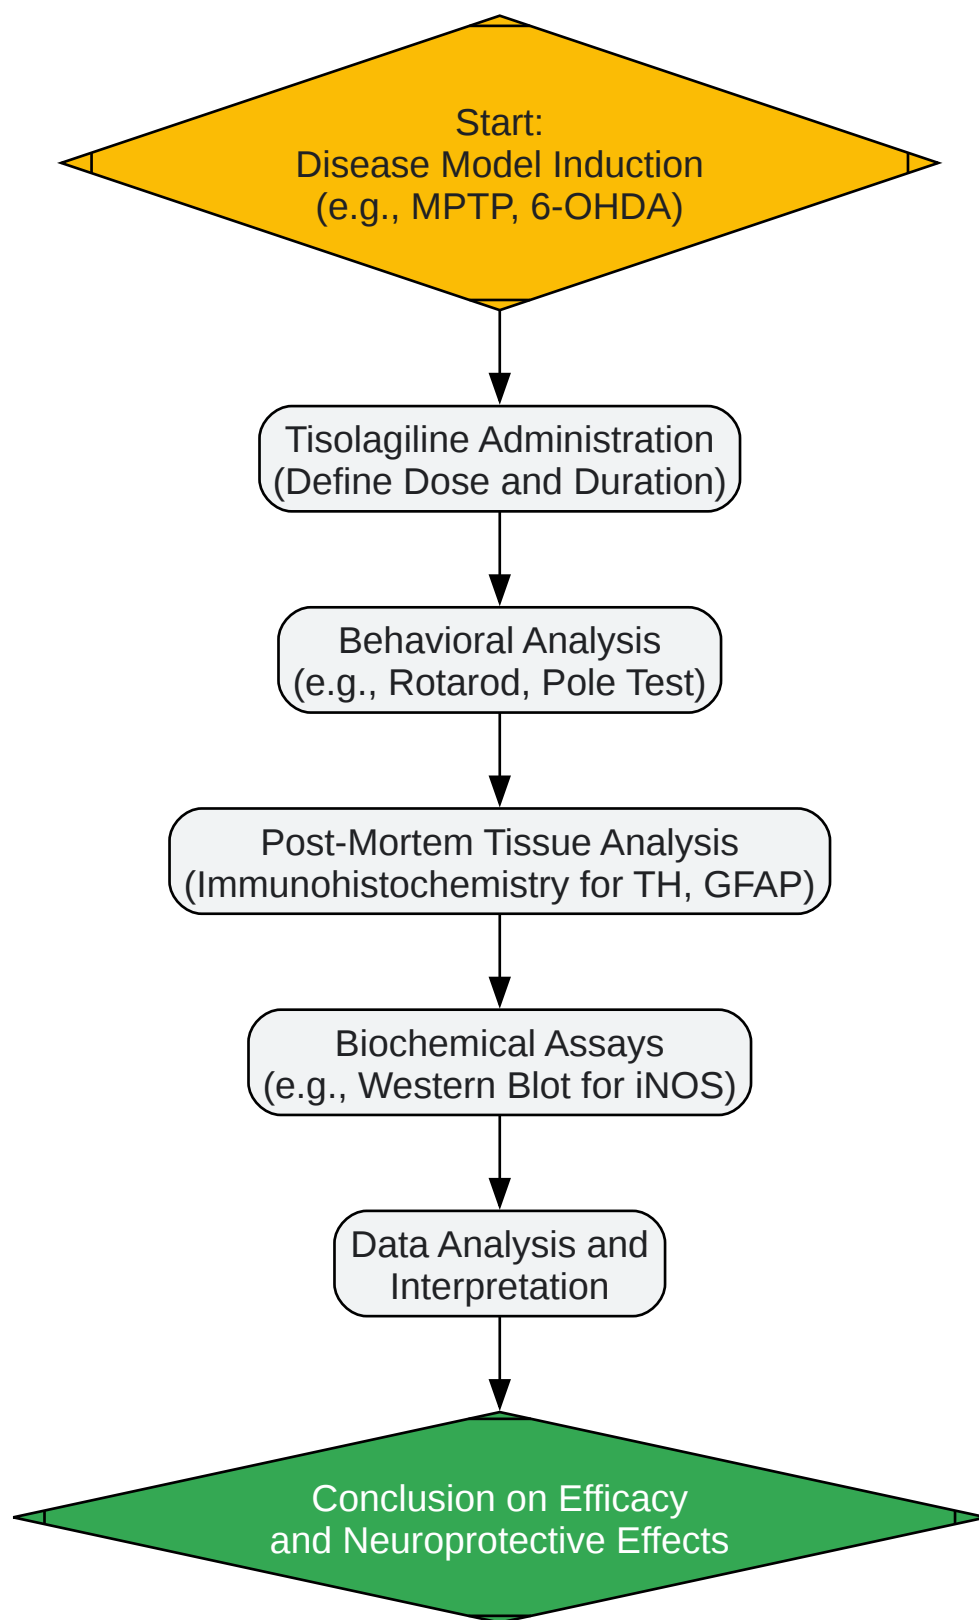 Start:
Disease Model Induction
(e.g., MPTP, 6-OHDA)
Tisolagiline Administration
(Define Dose and Duration)
Behavioral Analysis
(e.g., Rotarod, Pole Test)
Post-Mortem Tissue Analysis
(Immunohistochemistry for TH, GFAP)
Biochemical Assays
(e.g., Western Blot for iNOS)
Data Analysis and
Interpretation
Conclusion on Efficacy
and Neuroprotective Effects